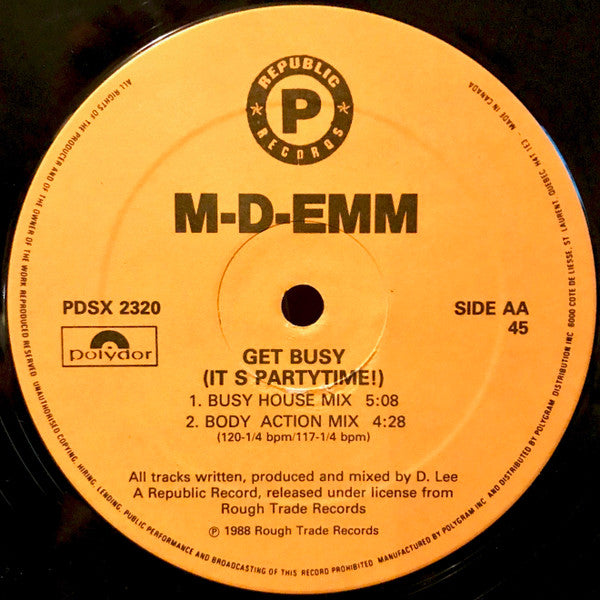 REPUBLIC
P
RECORDS
M-D-EMM
PDSX 2320
SIDE AA
45
polydor
GET BUSY
(IT S PARTYTIME!)
1. BUSY HOUSE MIX 5:08
2. BODY ACTION MIX 4:28
(120-1/4 bpm/117-1/4 bpm)
All tracks written, produced and mixed by D. Lee
A Republic Record, released under license from
Rough Trade Records
℗ 1988 Rough Trade Records
ALL RIGHTS OF THE PRODUCER AND OF THE OWNER OF THE WORK REPRODUCED RESERVED. UNAUTHORISED COPYING, HIRING, LENDING, PUBLIC PERFORMANCE AND BROADCASTING OF THIS RECORD PROHIBITED. MANUFACTURED BY POLYGRAM INC. AND DISTRIBUTED BY POLYGRAM DISTRIBUTION INC. 6000 COTE DE LIESSE, ST LAURENT QUEBEC H4T 1E3 - MADE IN CANADA